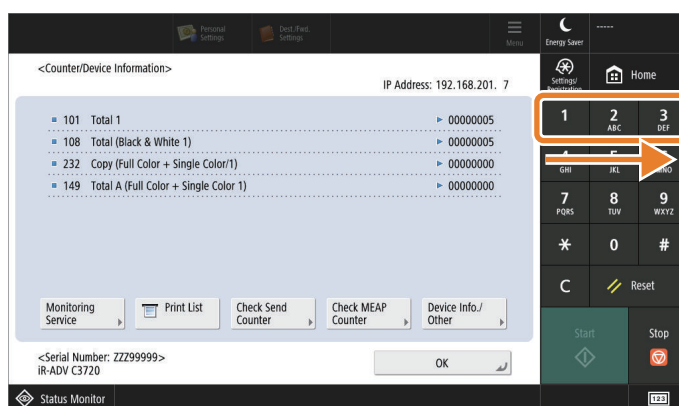 Personal
Settings
Dest./Fwd.
Settings
Menu
Energy Saver
-----
<Counter/Device Information>
IP Address: 192.168.201. 7
Settings/
Registration
Home
101 Total 1 00000005
108 Total (Black & White 1) 00000005
232 Copy (Full Color + Single Color/1) 00000000
149 Total A (Full Color + Single Color 1) 00000000
1 2 3
ABC DEF
GHI JKL MNO
7 8 9
PQRS TUV WXYZ
* 0 #
C Reset
Monitoring
Service
Print List
Check Send
Counter
Check MEAP
Counter
Device Info./
Other
Start
Stop
<Serial Number: ZZZ99999>
iR-ADV C3720
OK
Status Monitor
123